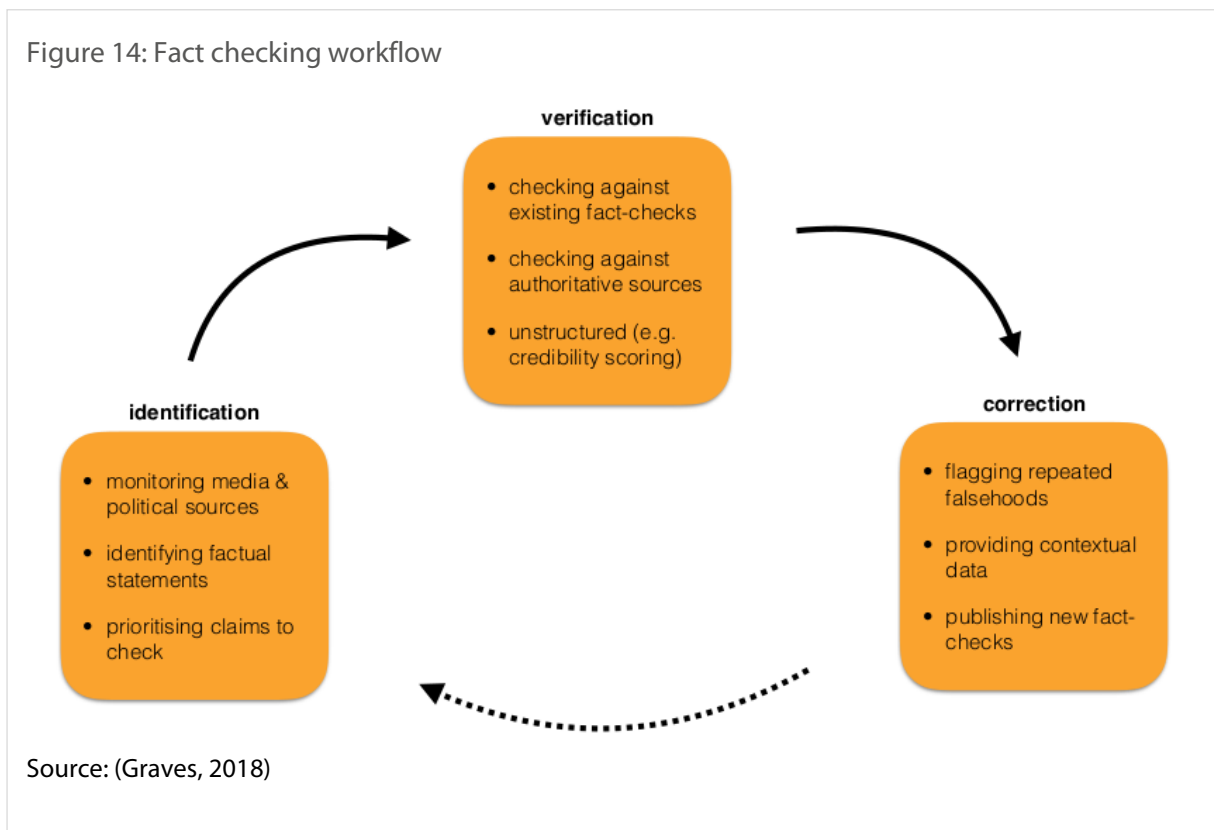 Figure 14: Fact checking workflow
verification
• checking against
existing fact-checks
• checking against
authoritative sources
• unstructured (e.g.
credibility scoring)
identification
• monitoring media &
political sources
• identifying factual
statements
• prioritising claims to
check
correction
• flagging repeated
falsehoods
• providing contextual
data
• publishing new fact-
checks
Source: (Graves, 2018)